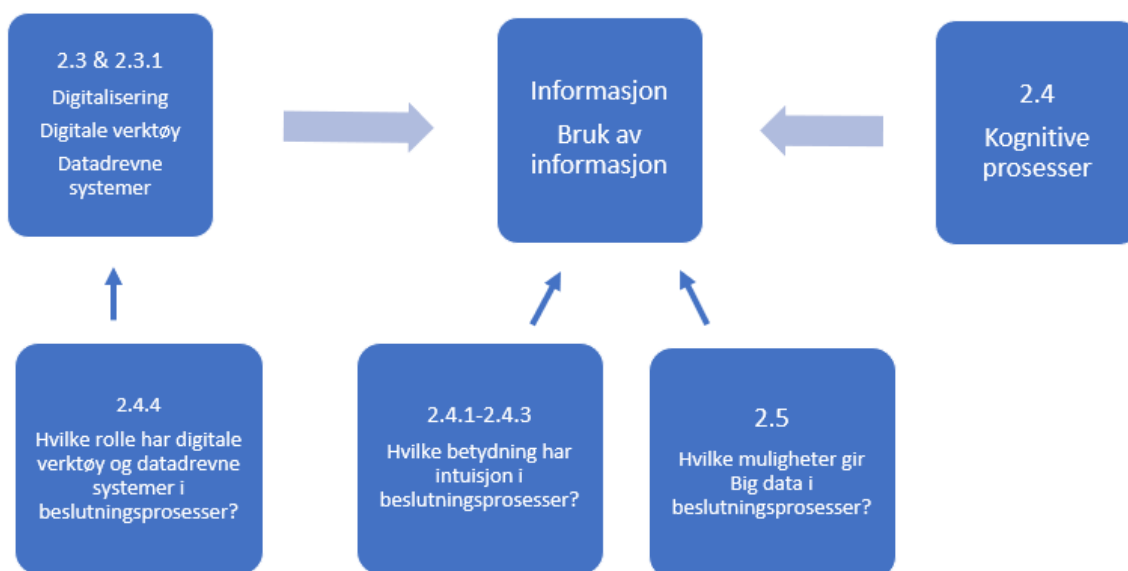 2.3 & 2.3.1
Digitalisering
Digitale verktøy
Datadrevne
systemer
Informasjon
Bruk av
informasjon
2.4
Kognitive
prosesser
2.4.4
Hvilke rolle har digitale
verktøy og datadrevne
systemer i
beslutningsprosesser?
2.4.1-2.4.3
Hvilke betydning har
intuisjon i
beslutningsprosesser?
2.5
Hvilke muligheter gir
Big data i
beslutningsprosesser?